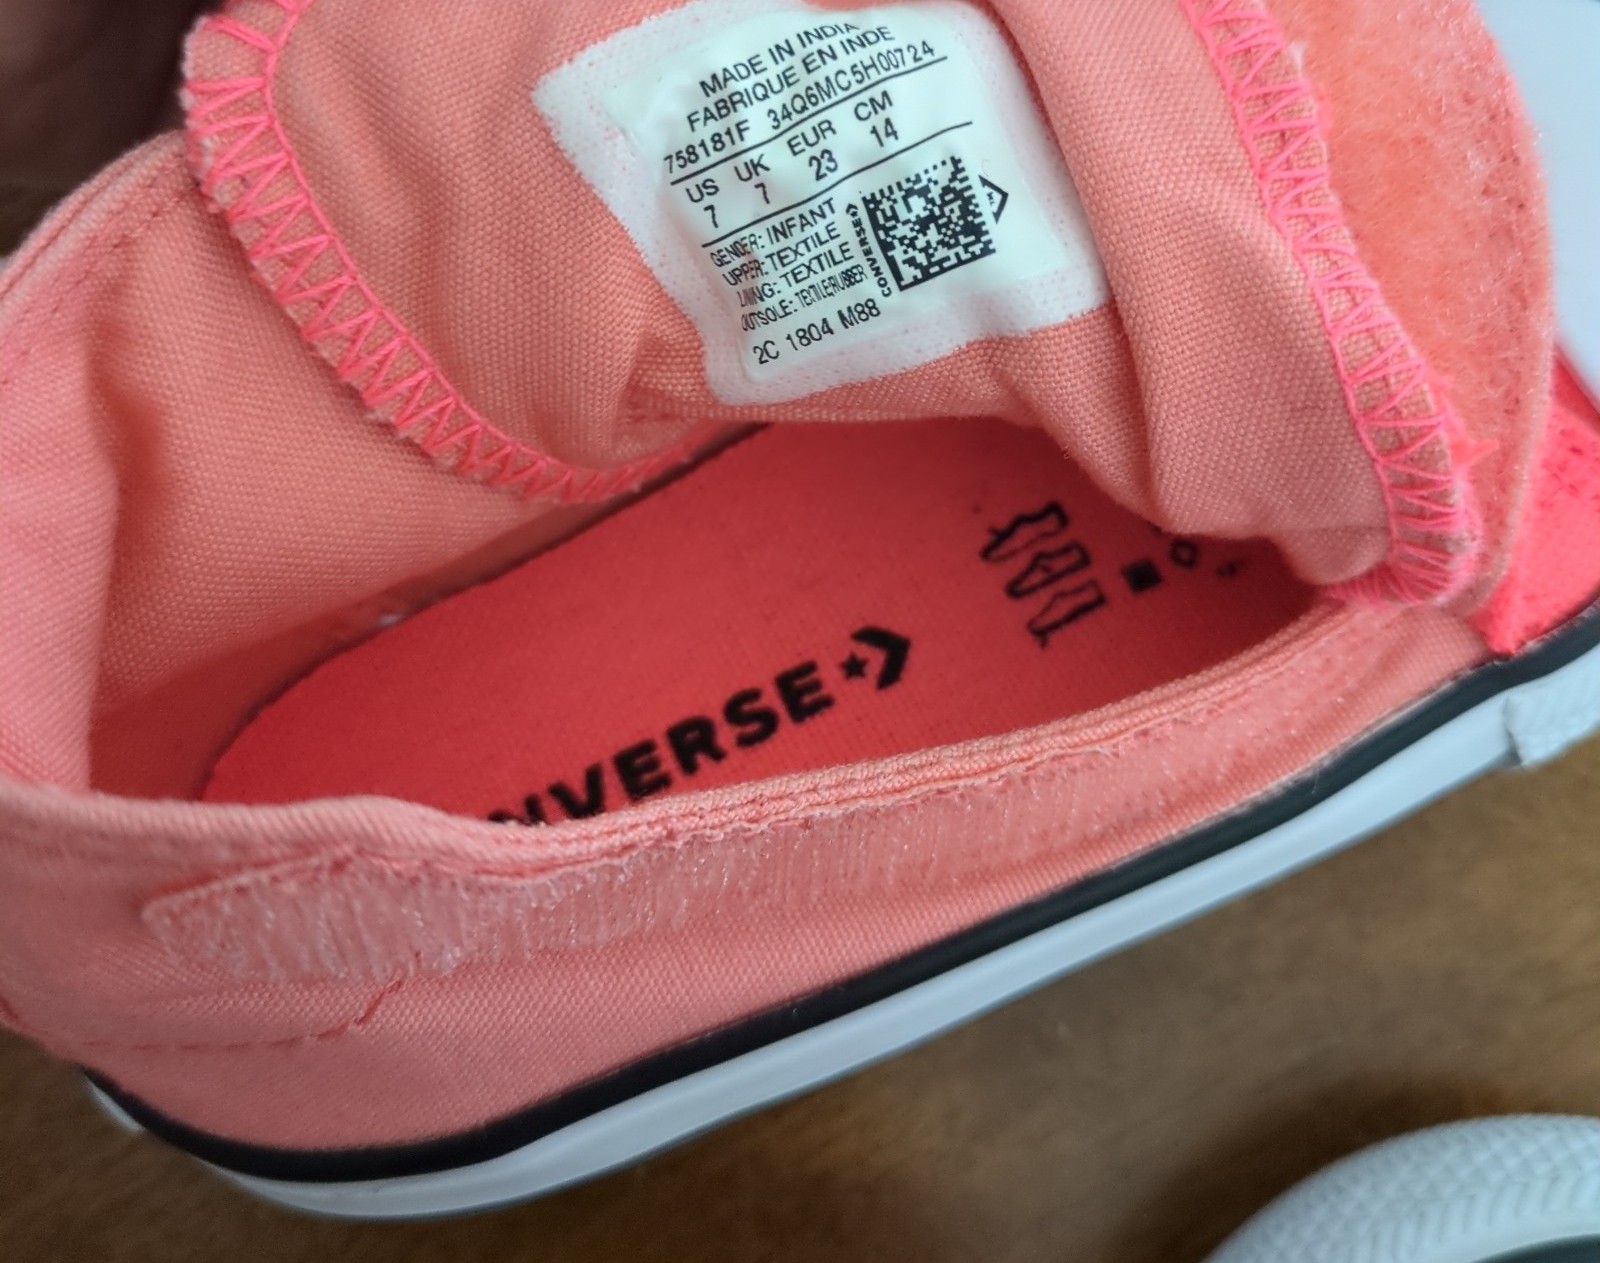 MADE IN INDIA
FABRIQUE EN INDE
758181F 34Q6MC5H00724
US UK EUR CM
7 7 23 14
GENDER: INFANT
UPPER: TEXTILE
LINING: TEXTILE
OUTSOLE: TEXTILE/RUBBER
2C 1804 M88
CONVERSE
NVERSE